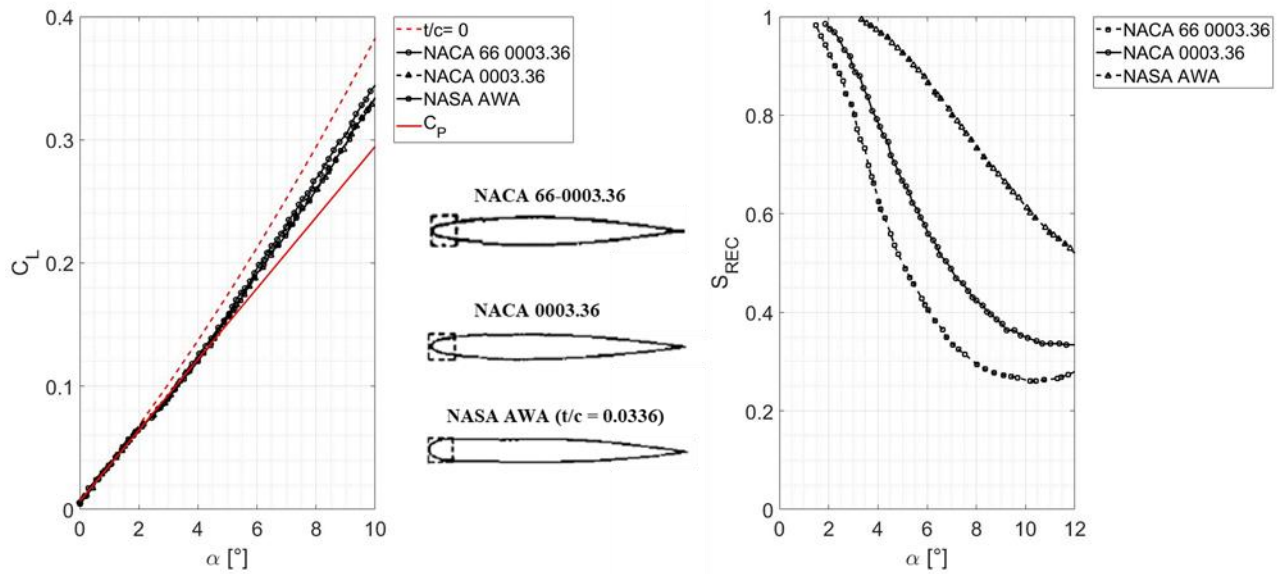 0.4
0.3
0.2
0.1
0
C_L
0 2 4 6 8 10
α [°]
t/c= 0
NACA 66 0003.36
NACA 0003.36
NASA AWA
C_P
NACA 66-0003.36
NACA 0003.36
NASA AWA (t/c = 0.0336)
1
0.8
0.6
0.4
0.2
0
S_REC
0 2 4 6 8 10 12
α [°]
NACA 66 0003.36
NACA 0003.36
NASA AWA